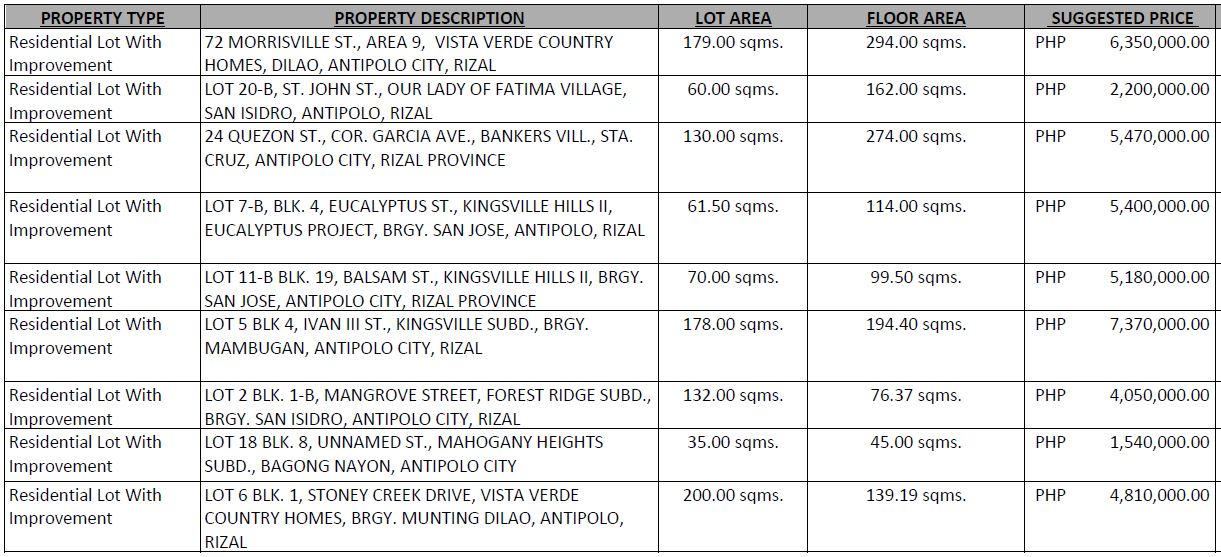 PROPERTY TYPE PROPERTY DESCRIPTION LOT AREA FLOOR AREA SUGGESTED PRICE
Residential Lot With 72 MORRISVILLE ST., AREA 9, VISTA VERDE COUNTRY 179.00 sqms. 294.00 sqms. PHP 6,350,000.00
Improvement HOMES, DILAO, ANTIPOLO CITY, RIZAL
Residential Lot With LOT 20-B, ST. JOHN ST., OUR LADY OF FATIMA VILLAGE, 60.00 sqms. 162.00 sqms. PHP 2,200,000.00
Improvement SAN ISIDRO, ANTIPOLO, RIZAL
Residential Lot With 24 QUEZON ST., COR. GARCIA AVE., BANKERS VILL., STA. 130.00 sqms. 274.00 sqms. PHP 5,470,000.00
Improvement CRUZ, ANTIPOLO CITY, RIZAL PROVINCE
Residential Lot With LOT 7-B, BLK. 4, EUCALYPTUS ST., KINGSVILLE HILLS II, 61.50 sqms. 114.00 sqms. PHP 5,400,000.00
Improvement EUCALYPTUS PROJECT, BRGY. SAN JOSE, ANTIPOLO, RIZAL
Residential Lot With LOT 11-B BLK. 19, BALSAM ST., KINGSVILLE HILLS II, BRGY. 70.00 sqms. 99.50 sqms. PHP 5,180,000.00
Improvement SAN JOSE, ANTIPOLO CITY, RIZAL PROVINCE
Residential Lot With LOT 5 BLK 4, IVAN III ST., KINGSVILLE SUBD., BRGY. 178.00 sqms. 194.40 sqms. PHP 7,370,000.00
Improvement MAMBUGAN, ANTIPOLO CITY, RIZAL
Residential Lot With LOT 2 BLK. 1-B, MANGROVE STREET, FOREST RIDGE SUBD., 132.00 sqms. 76.37 sqms. PHP 4,050,000.00
Improvement BRGY. SAN ISIDRO, ANTIPOLO CITY, RIZAL
Residential Lot With LOT 18 BLK. 8, UNNAMED ST., MAHOGANY HEIGHTS 35.00 sqms. 45.00 sqms. PHP 1,540,000.00
Improvement SUBD., BAGONG NAYON, ANTIPOLO CITY
Residential Lot With LOT 6 BLK. 1, STONEY CREEK DRIVE, VISTA VERDE 200.00 sqms. 139.19 sqms. PHP 4,810,000.00
Improvement COUNTRY HOMES, BRGY. MUNTING DILAO, ANTIPOLO,
RIZAL